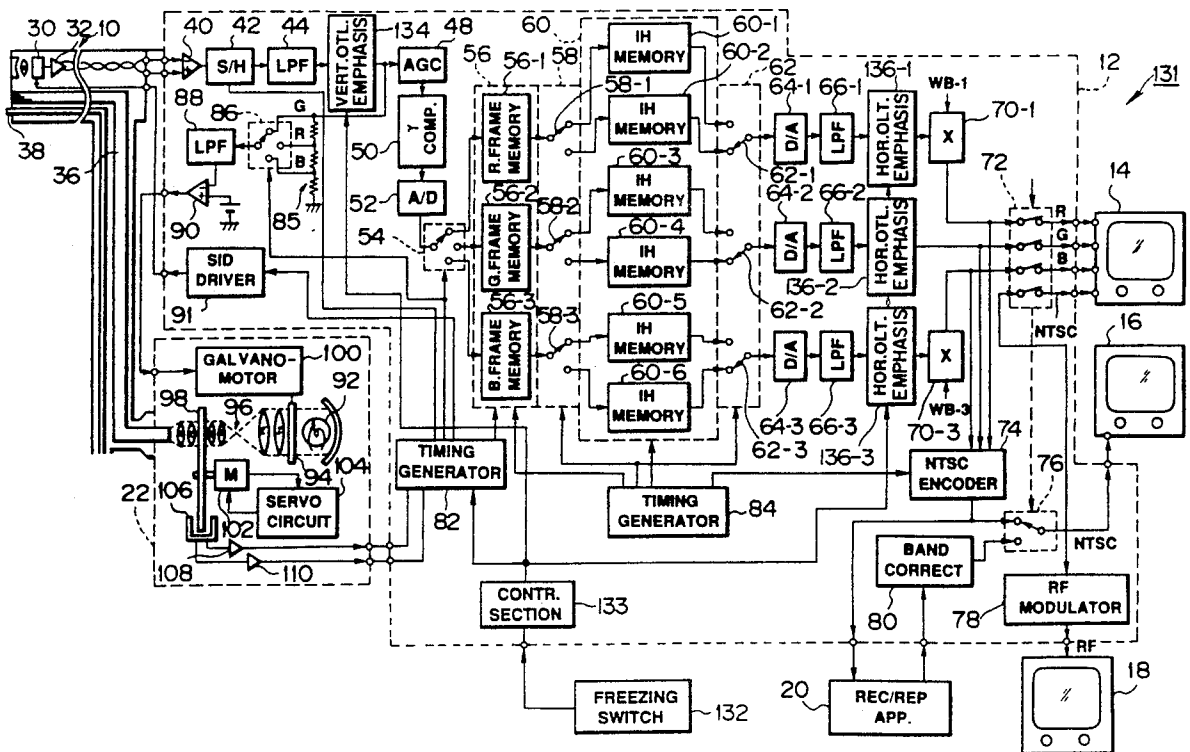 30 32 10
40 42 44
VERT.OTL.
EMPHASIS
134
48
60
60-1
60-2
S/H
LPF
AGC
56
56-1
58
58-1
IH
MEMORY
62
64-1
66-1
136-1
12
131
38
36
88
86
G
R
B
LPF
γ
COMP.
50
R.FRAME
MEMORY
IH
MEMORY
D/A
LPF
HOR.OLT.
EMPHASIS
WB-1
X
70-1
60-3
62-1
90
85
52
A/D
54
56-2
G.FRAME
MEMORY
58-2
IH
MEMORY
64-2
66-2
72
14
R
G
B
NTSC
60-4
IH
MEMORY
D/A
LPF
HOR.OTL.
EMPHASIS
136-2
62-2
SID
DRIVER
91
56-3
B.FRAME
MEMORY
58-3
60-5
IH
MEMORY
60-6
IH
MEMORY
D/A
LPF
HOR.OLT.
EMPHASIS
X
WB-3
70-3
16
GALVANO-
MOTOR
100
98
96
92
94
104
64-3
66-3
136-3
62-3
74
NTSC
ENCODER
76
106
22
M
102
SERVO
CIRCUIT
TIMING
GENERATOR
82
TIMING
GENERATOR
84
108
110
BAND
CORRECT
80
NTSC
CONTR.
SECTION
133
RF
MODULATOR
78
RF
FREEZING
SWITCH
132
20
REC/REP
APP.
18